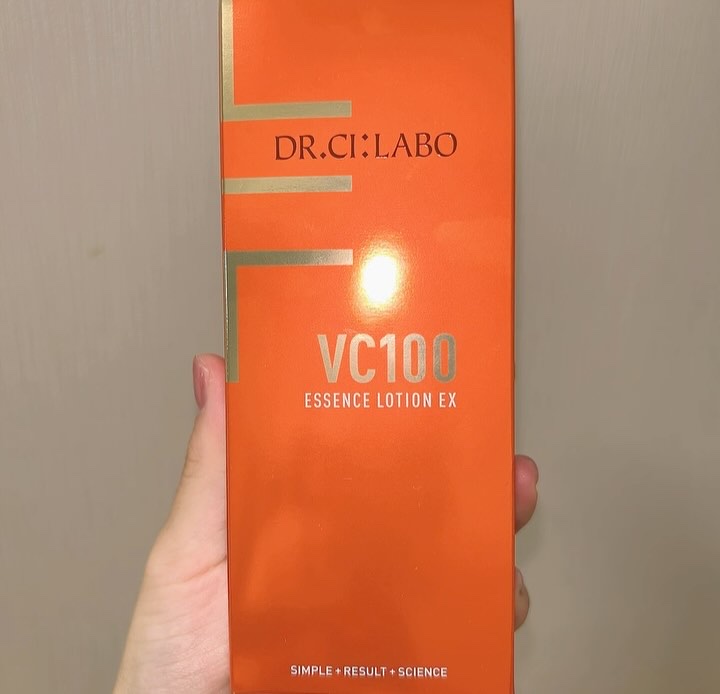 DR.CI:LABO
VC100
ESSENCE LOTION EX
SIMPLE + RESULT + SCIENCE